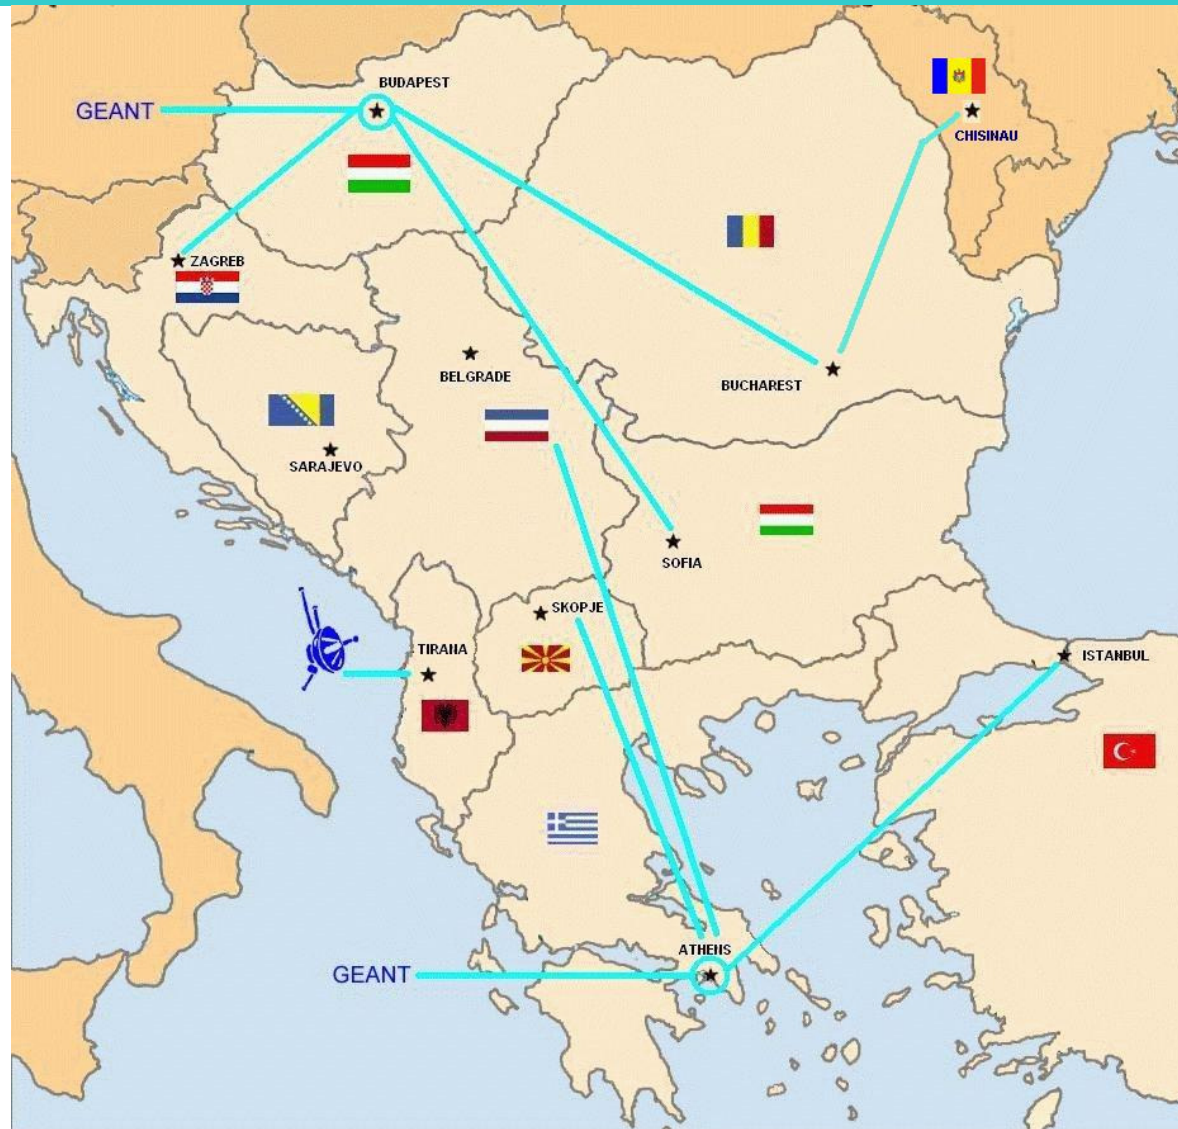 BUDAPEST
GEANT
CHISINAU
ZAGREB
BELGRADE
BUCHAREST
SARAJEVO
SOFIA
SKOPJE
TIRANA
ISTANBUL
ATHENS
GEANT